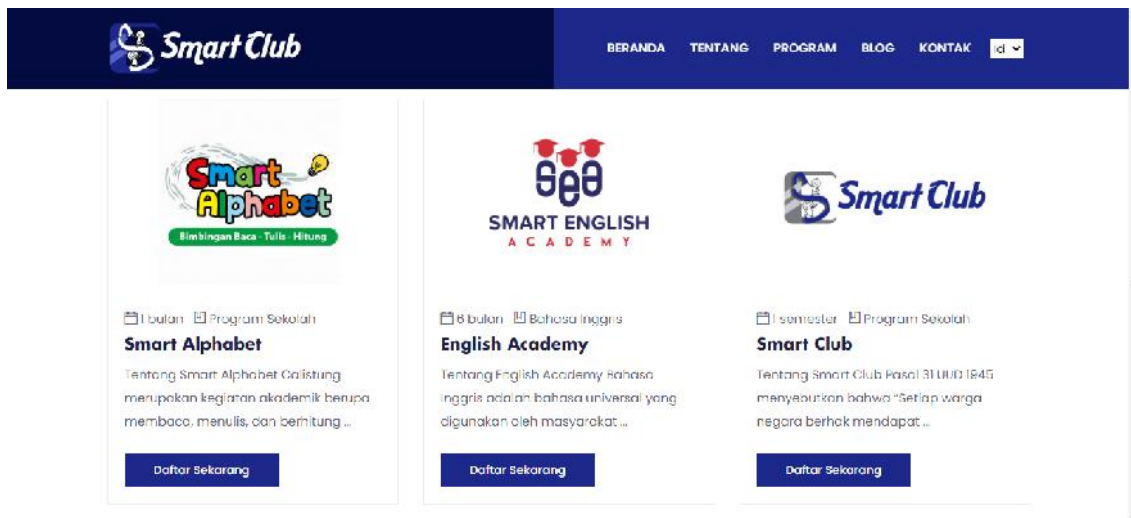 Smart Club
BERANDA TENTANG PROGRAM BLOG KONTAK id
Smart Alphabet
Bimbingan Baca - Tulis - Hitung
1 bulan Program Sekolah
Smart Alphabet
Tentang Smart Alphabet Calistung
merupakan kegiatan akademik berupa
membaca, menulis, dan berhitung ...
Daftar Sekarang
sea
SMART ENGLISH
ACADEMY
6 bulan Bahasa Inggris
English Academy
Tentang English Academy Bahasa
Inggris adalah bahasa universal yang
digunakan oleh masyarakat ...
Daftar Sekarang
Smart Club
1 semester Program Sekolah
Smart Club
Tentang Smart Club Pasal 31 UUD 1945
menyebutkan bahwa "Setiap warga
negara berhak mendapat ...
Daftar Sekarang